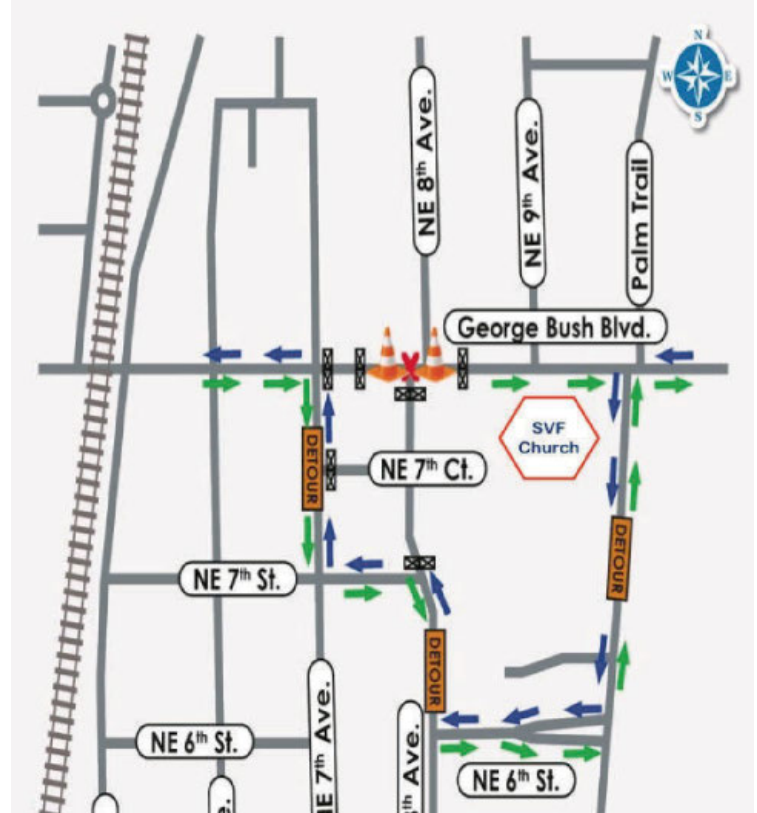 N
W E
S
NE 8th Ave.
NE 9th Ave.
Palm Trail
George Bush Blvd.
SVF
Church
DETOUR
NE 7th Ct.
DETOUR
NE 7th St.
DETOUR
NE 7th Ave.
Ave.
NE 6th St.
NE 6th St.
e.